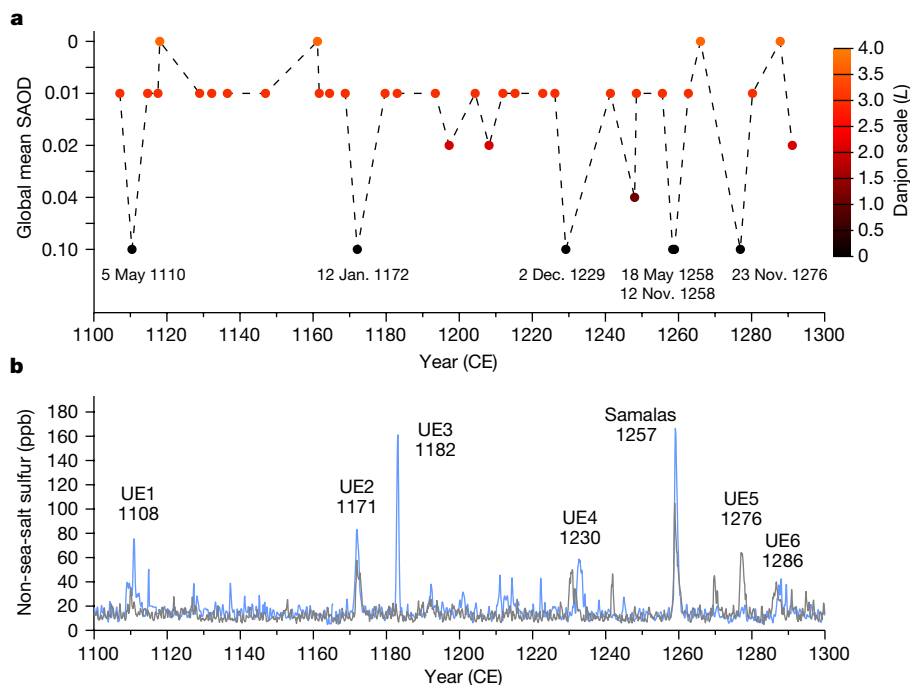 a
Global mean SAOD
0
0.01
0.02
0.04
0.10
5 May 1110
12 Jan. 1172
2 Dec. 1229
18 May 1258
12 Nov. 1258
23 Nov. 1276
1100 1120 1140 1160 1180 1200 1220 1240 1260 1280 1300
Year (CE)
4.0
3.5
3.0
2.5
2.0
1.5
1.0
0.5
0
Danjon scale (L)
b
Non-sea-salt sulfur (ppb)
180
160
140
120
100
80
60
40
20
0
UE1
1108
UE2
1171
UE3
1182
UE4
1230
Samalas
1257
UE5
1276
UE6
1286
1100 1120 1140 1160 1180 1200 1220 1240 1260 1280 1300
Year (CE)